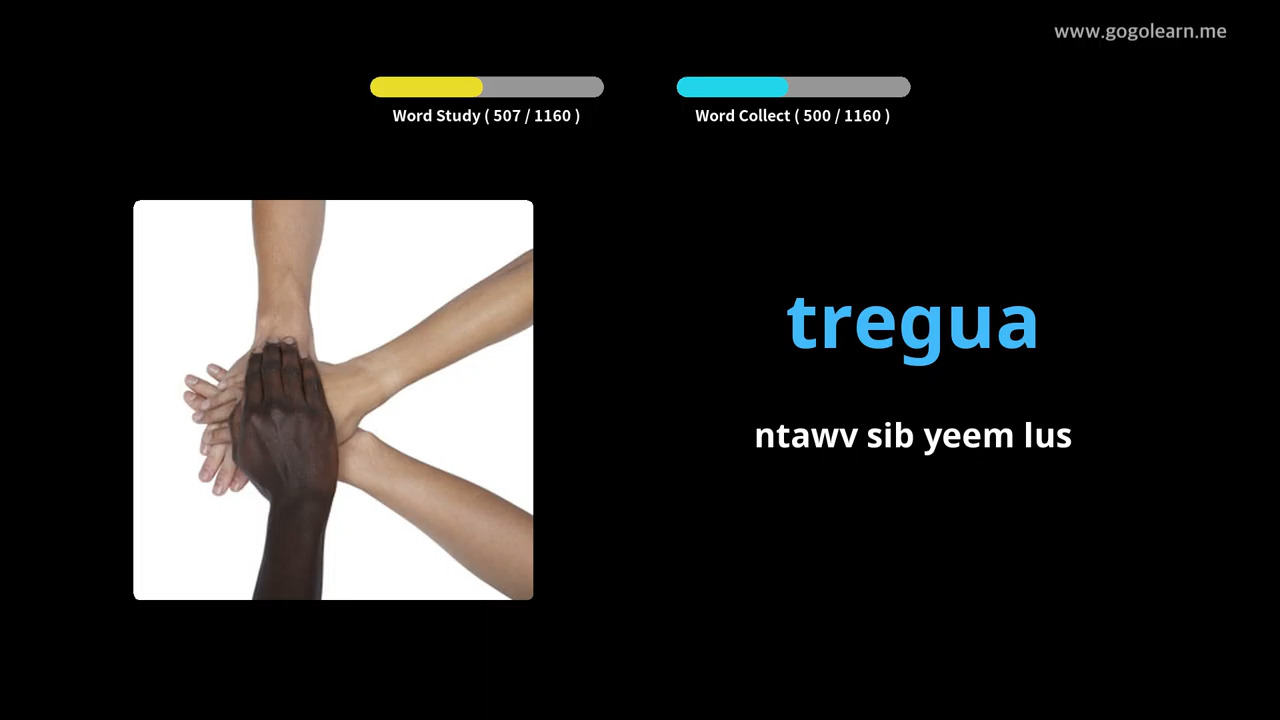 www.gogolearn.me
Word Study ( 507 / 1160 )
Word Collect ( 500 / 1160 )
tregua
ntawv sib yeem lus